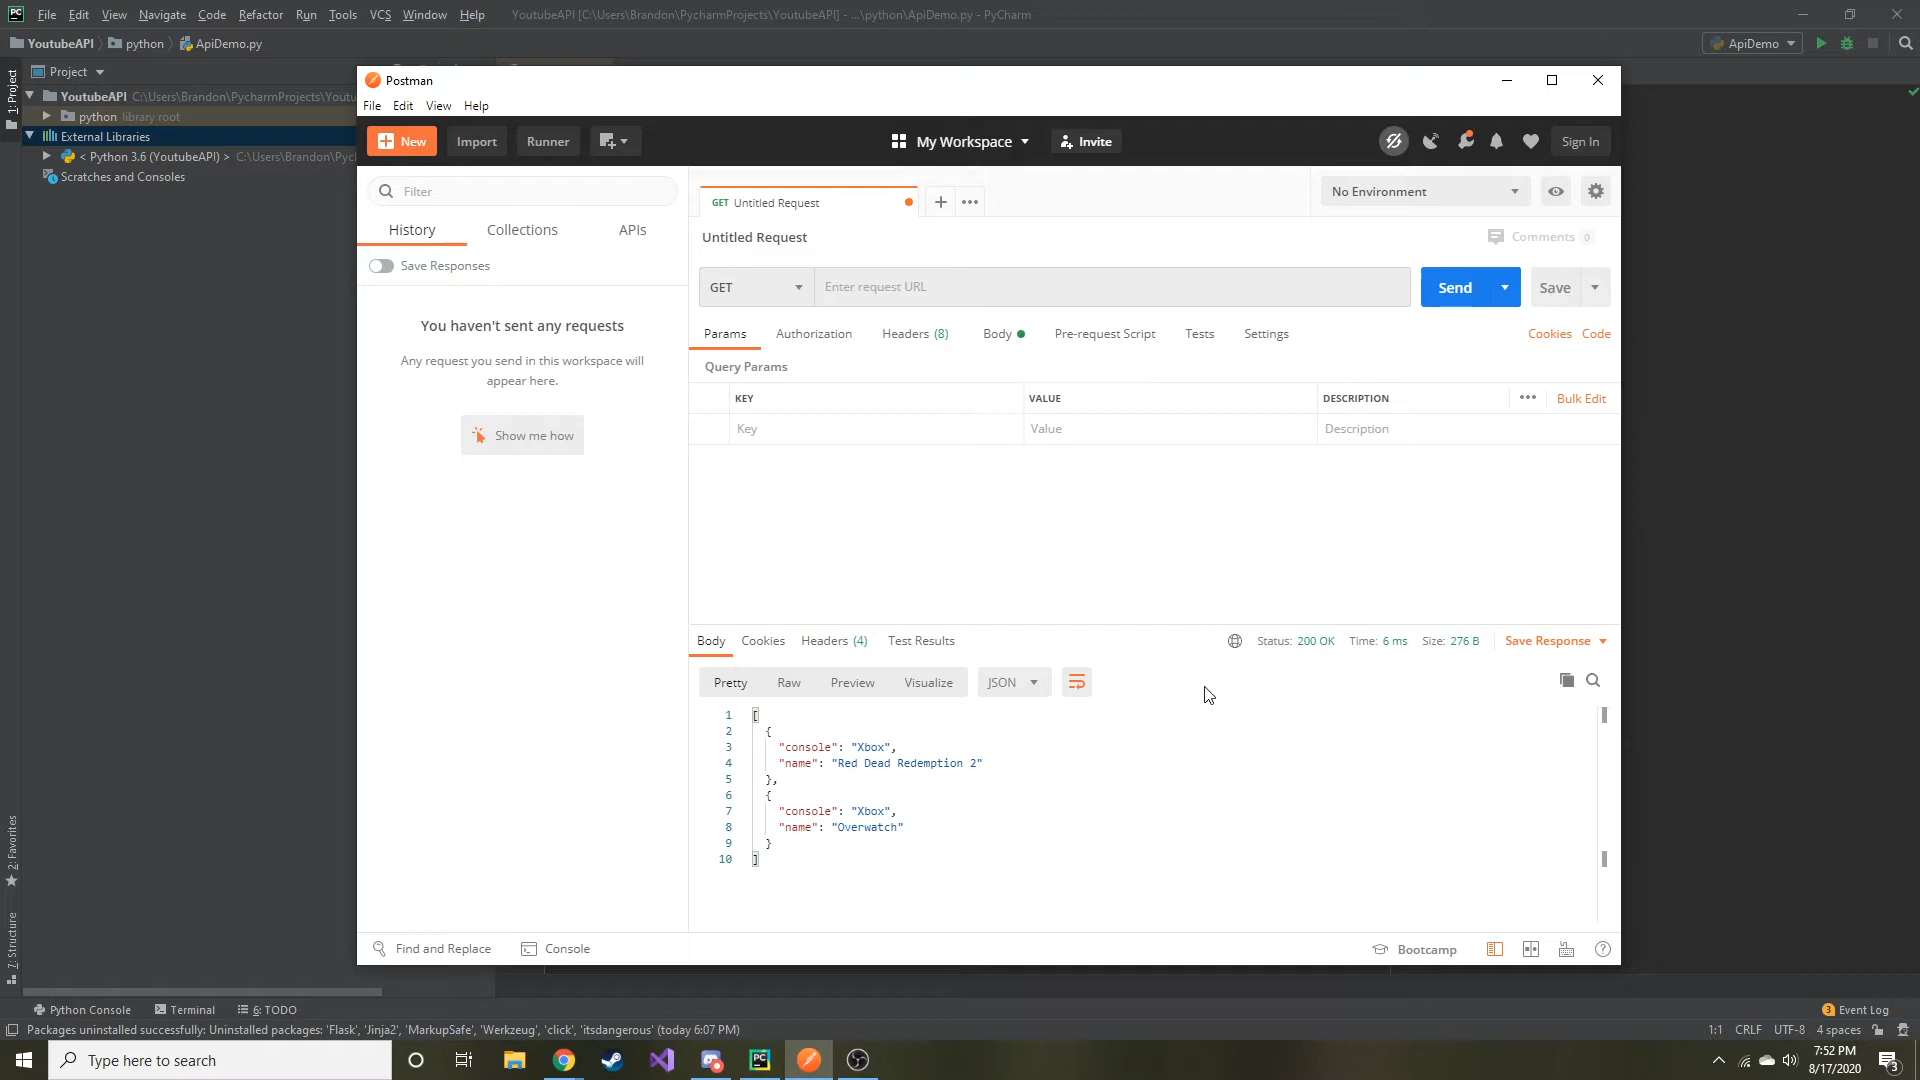 PC File Edit View Navigate Code Refactor Run Tools VCS Window Help YoutubeAPI [C:\Users\Brandon\PycharmProjects\YoutubeAPI] - ...\python\ApiDemo.py - PyCharm
YoutubeAPI python ApiDemo.py ApiDemo
Project
1: Project
YoutubeAPI C:\Users\Brandon\PycharmProjects\Youtu
python library root
External Libraries
< Python 3.6 (YoutubeAPI) > C:\Users\Brandon\Pyc
Scratches and Consoles
2: Favorites
7: Structure
Postman
File Edit View Help
New Import Runner My Workspace Invite Sign In
Filter
History Collections APIs
Save Responses
You haven't sent any requests
Any request you send in this workspace will
appear here.
Show me how
GET Untitled Request No Environment
Untitled Request Comments 0
GET Enter request URL Send Save
Params Authorization Headers (8) Body Pre-request Script Tests Settings Cookies Code
Query Params
KEY VALUE DESCRIPTION Bulk Edit
Key Value Description
Body Cookies Headers (4) Test Results Status: 200 OK Time: 6 ms Size: 276 B Save Response
Pretty Raw Preview Visualize JSON
1 [
2 {
3 "console": "Xbox",
4 "name": "Red Dead Redemption 2"
5 },
6 {
7 "console": "Xbox",
8 "name": "Overwatch"
9 }
10 ]
Find and Replace Console Bootcamp
Python Console Terminal 6: TODO 3 Event Log
Packages uninstalled successfully: Uninstalled packages: 'Flask', 'Jinja2', 'MarkupSafe', 'Werkzeug', 'click', 'itsdangerous' (today 6:07 PM) 1:1 CRLF UTF-8 4 spaces
Type here to search PC 7:52 PM
8/17/2020 3